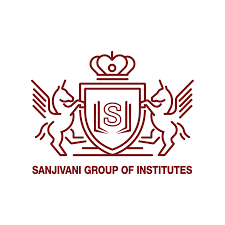 S
SANJIVANI GROUP OF INSTITUTES